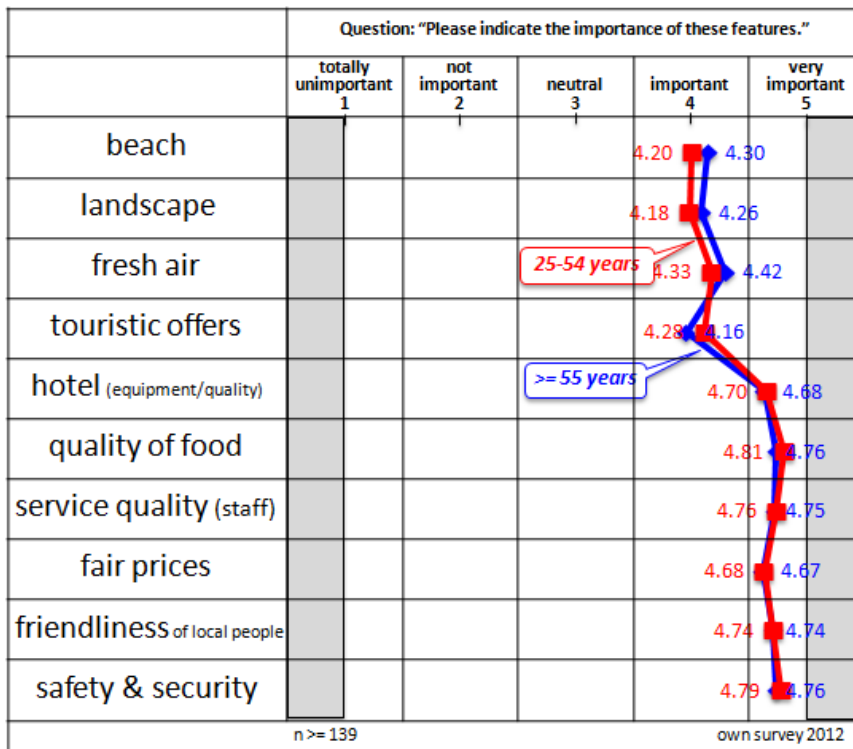 Question: “Please indicate the importance of these features.”
totally unimportant 1
not important 2
neutral 3
important 4
very important 5
beach 4.20 4.30
landscape 4.18 4.26
25-54 years
fresh air 4.33 4.42
touristic offers 4.28 4.16
>= 55 years
hotel (equipment/quality) 4.70 4.68
quality of food 4.81 4.76
service quality (staff) 4.76 4.75
fair prices 4.68 4.67
friendliness of local people 4.74 4.74
safety & security 4.79 4.76
n >= 139
own survey 2012